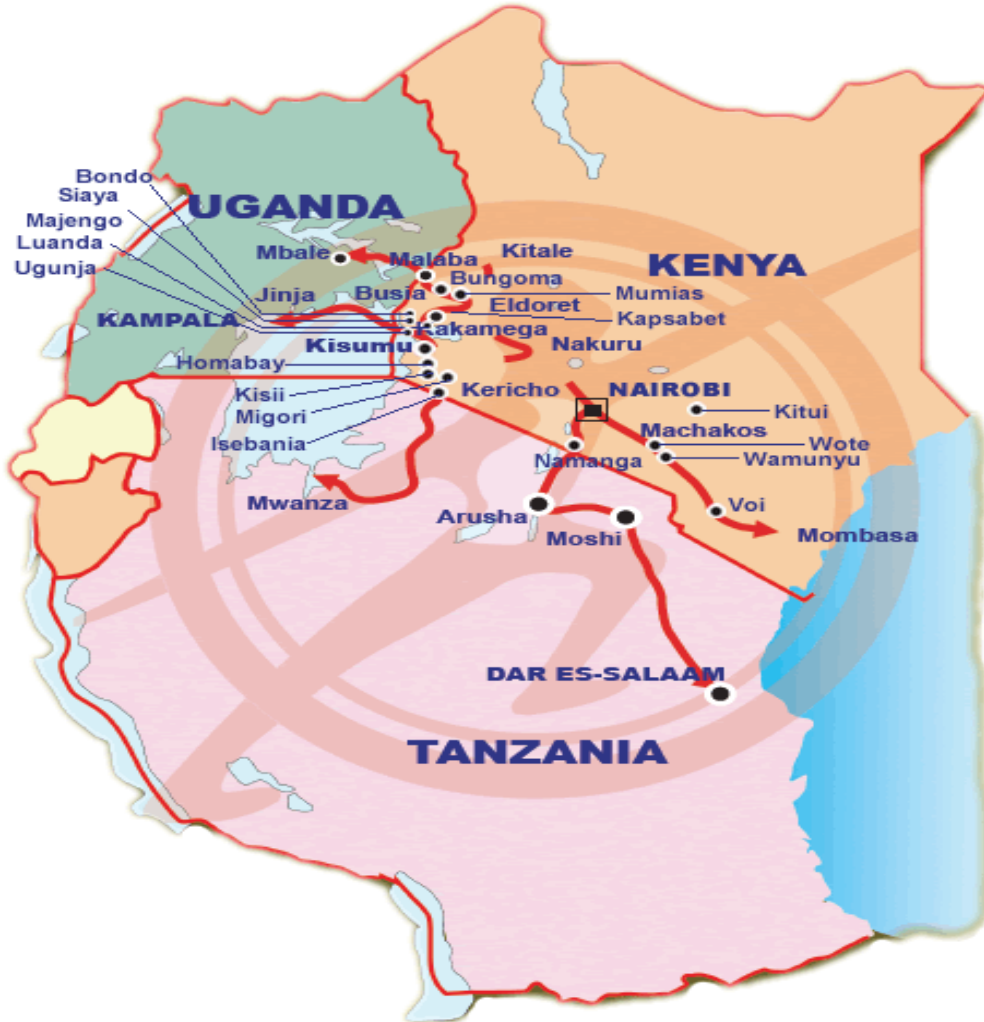 Bondo
Siaya
Majengo
Luanda
Ugunja
UGANDA
Mbale
Malaba
Kitale
KENYA
Bungoma
Jinja
Busia
Mumias
Eldoret
KAMPALA
Kapsabet
Kakamega
Kisumu
Nakuru
Homabay
Kisii
Kericho
NAIROBI
Migori
Kitui
Isebania
Machakos
Wote
Namanga
Wamunyu
Mwanza
Arusha
Voi
Moshi
Mombasa
DAR ES-SALAAM
TANZANIA